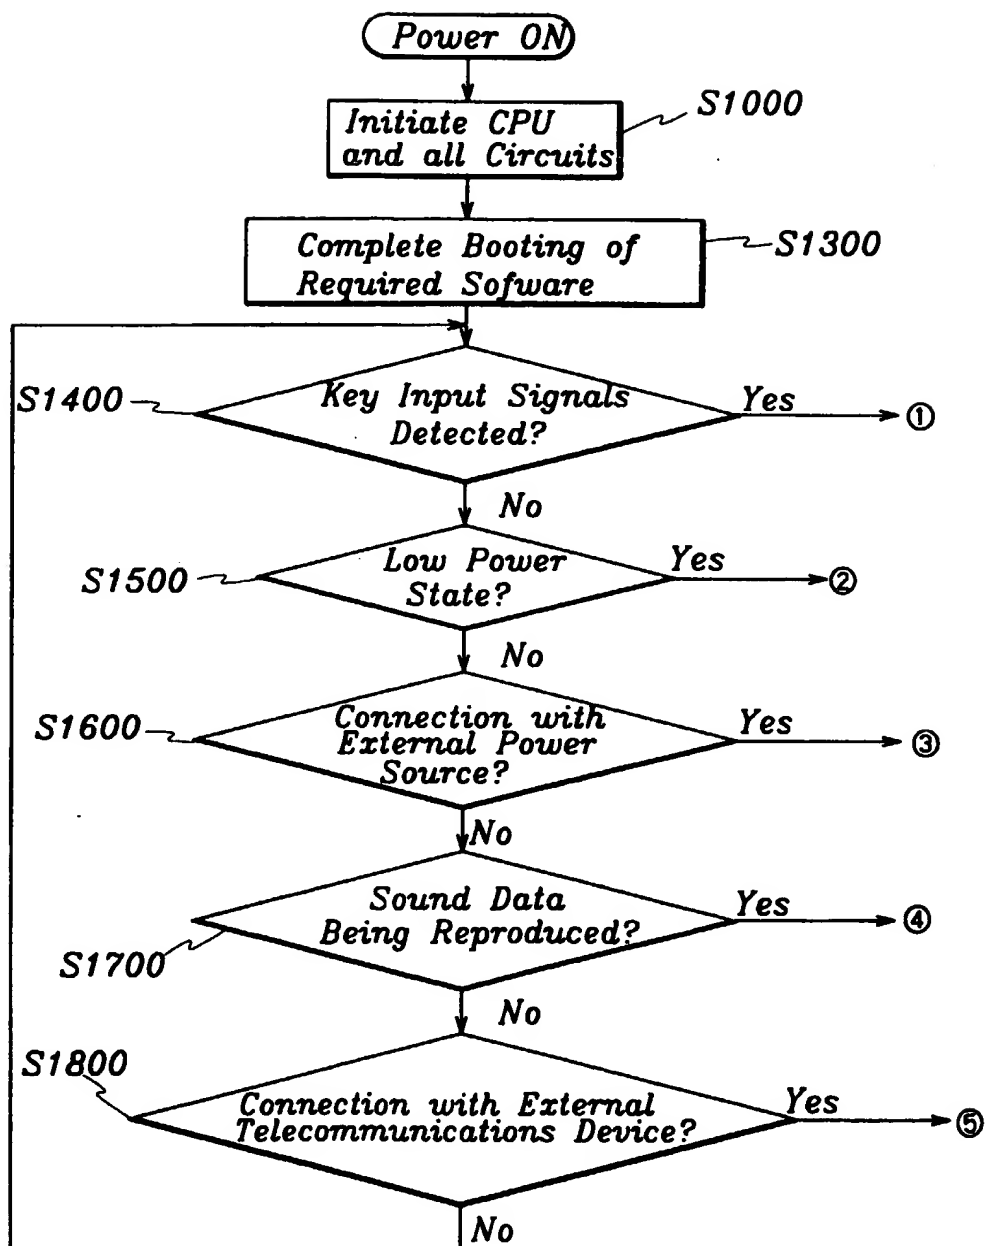 Power ON
S1000
Initiate CPU
and all Circuits
S1300
Complete Booting of
Required Sofware
S1400
Key Input Signals
Detected?
Yes
①
No
S1500
Low Power
State?
Yes
②
No
S1600
Connection with
External Power
Source?
Yes
③
No
Sound Data
Being Reproduced?
Yes
④
S1700
No
S1800
Connection with External
Telecommunications Device?
Yes
⑤
No